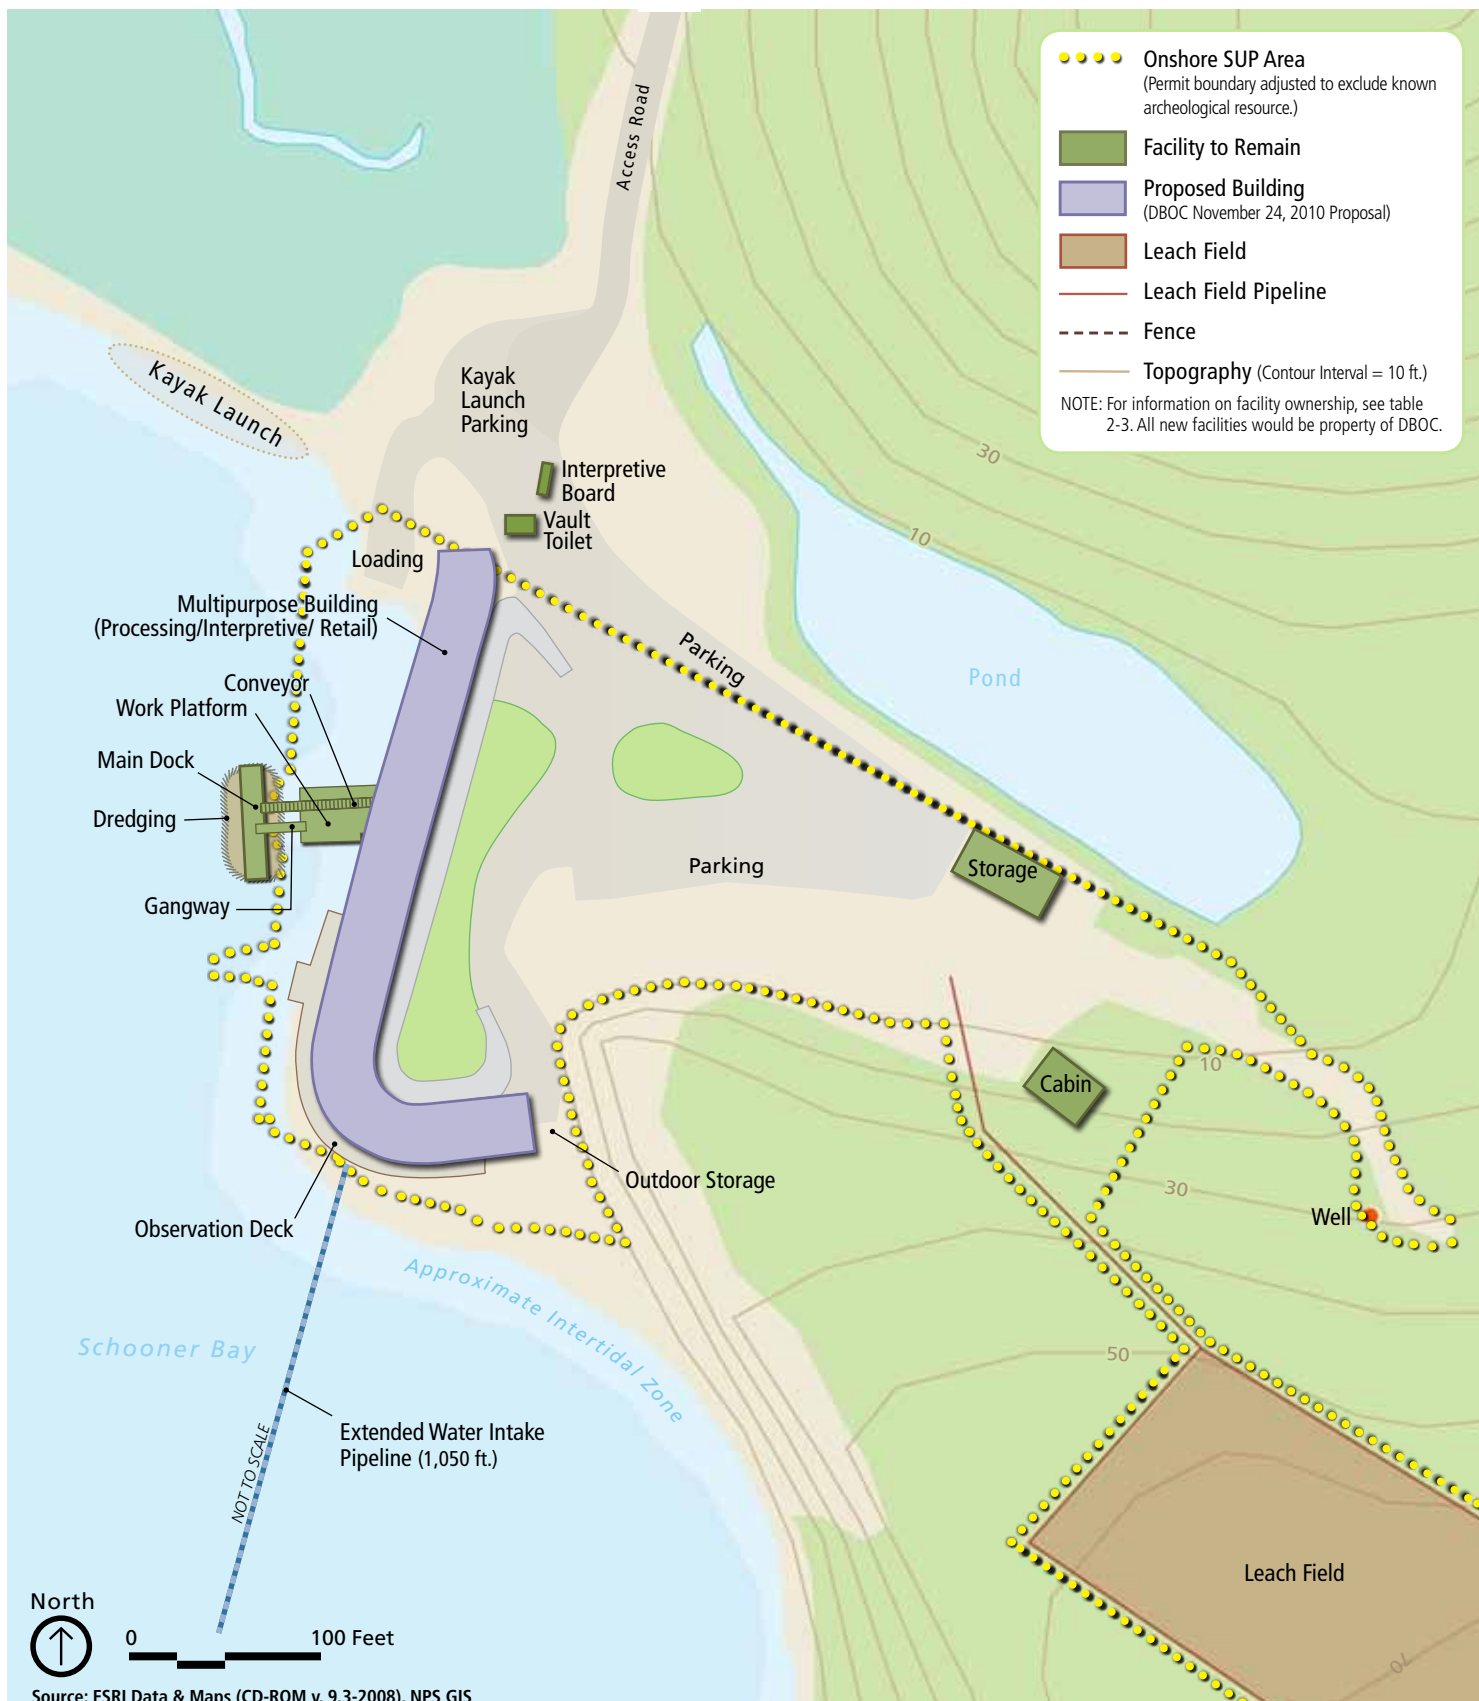 Onshore SUP Area
(Permit boundary adjusted to exclude known
archeological resource.)
Facility to Remain
Proposed Building
(DBOC November 24, 2010 Proposal)
Leach Field
Leach Field Pipeline
Fence
Topography (Contour Interval = 10 ft.)
NOTE: For information on facility ownership, see table
2-3. All new facilities would be property of DBOC.
Access Road
Kayak Launch
Kayak
Launch
Parking
30
Interpretive
Board
10
Vault
Toilet
Loading
Multipurpose Building
(Processing/Interpretive/ Retail)
Parking
Pond
Conveyor
Work Platform
Main Dock
Dredging
Parking
Storage
Gangway
10
Cabin
Outdoor Storage
30
Well
Observation Deck
Approximate Intertidal Zone
Schooner Bay
50
Extended Water Intake
Pipeline (1,050 ft.)
NOT TO SCALE
Leach Field
North
0 100 Feet
70
Source: ESRI Data & Maps (CD-ROM v. 9.3-2008), NPS GIS